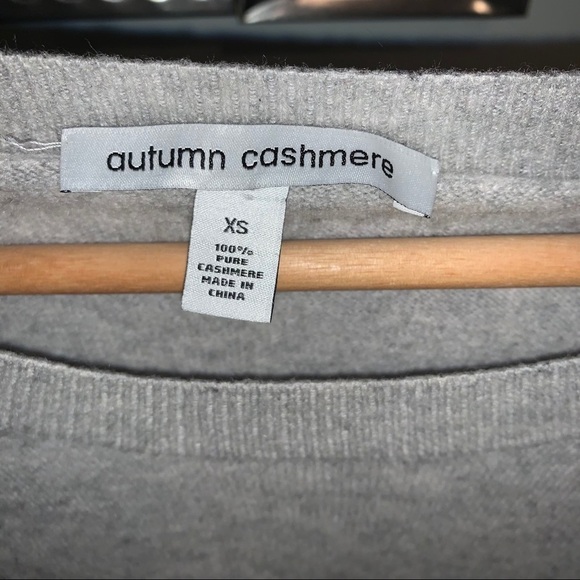 autumn cashmere
XS
100%
PURE
CASHMERE
MADE IN
CHINA